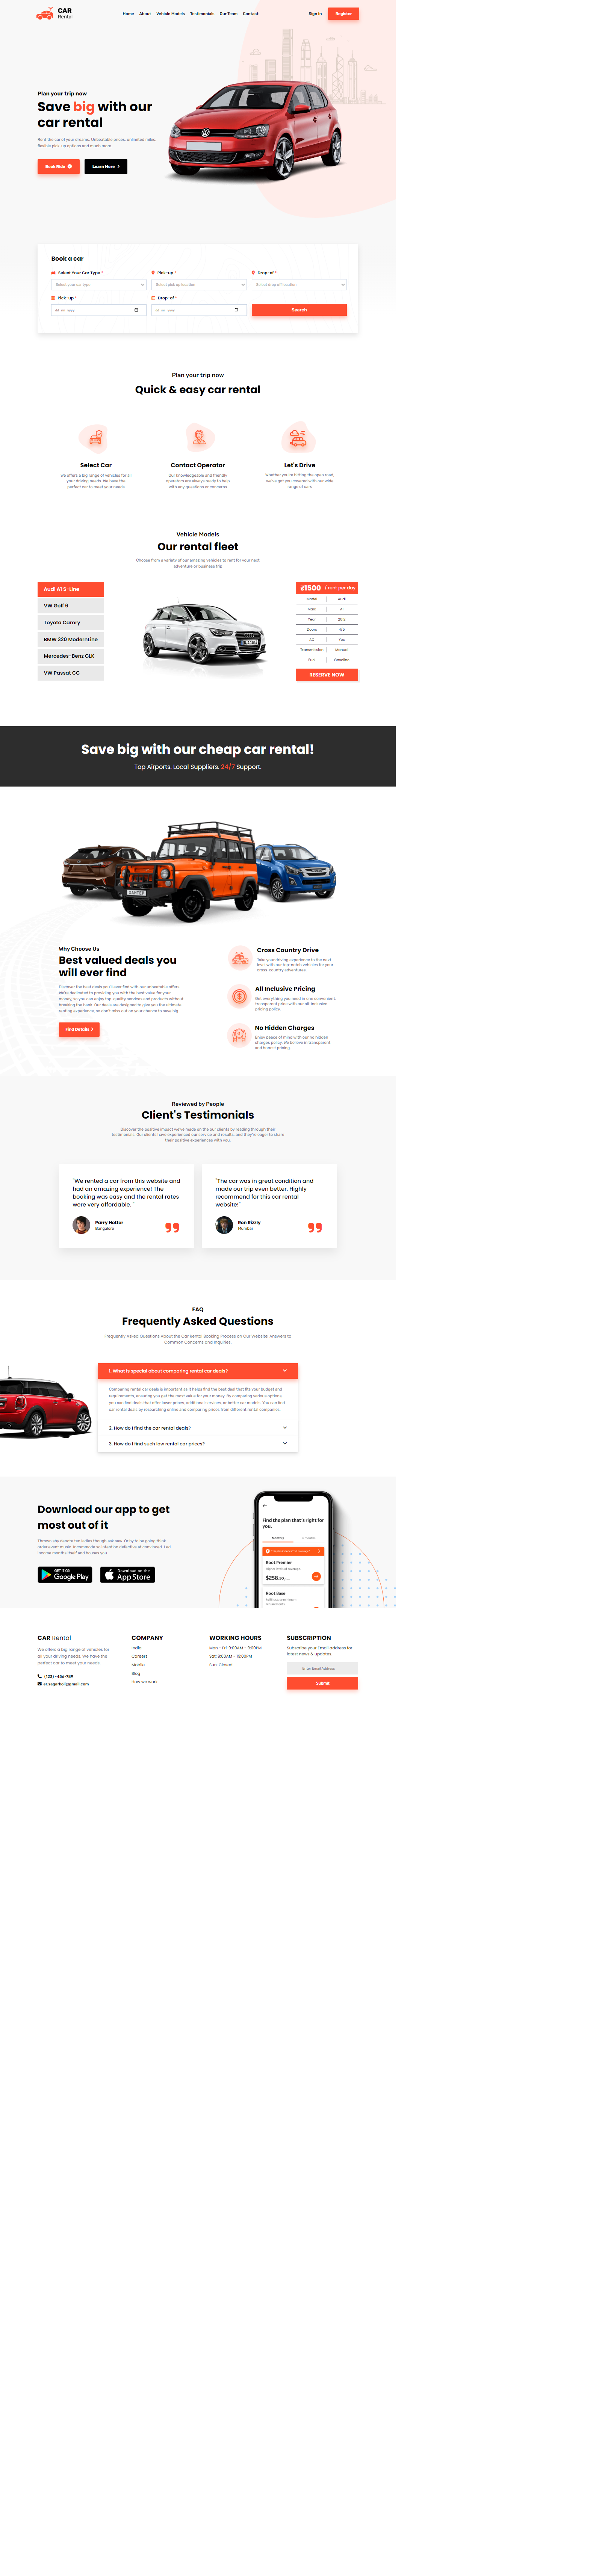 CAR
Rental
Home About Vehicle Models Testimonials Our Team Contact
Sign In Register
Plan your trip now
Save big with our
car rental
Rent the car of your dreams. Unbeatable prices, unlimited miles,
flexible pick-up options and much more.
Book Ride Learn More
Book a car
Select Your Car Type * Pick-up * Drop-of *
Select your car type Select pick up location Select drop off location
Pick-up * Drop-of *
Search
Plan your trip now
Quick & easy car rental
Select Car
We offers a big range of vehicles for all
your driving needs. We have the
perfect car to meet your needs
Contact Operator
Our knowledgeable and friendly
operators are always ready to help
with any questions or concerns
Let's Drive
Whether you're hitting the open road,
we've got you covered with our wide
range of cars
Vehicle Models
Our rental fleet
Choose from a variety of our amazing vehicles to rent for your next
adventure or business trip
Audi A1 S-Line
VW Golf 6
Toyota Camry
BMW 320 ModernLine
Mercedes-Benz GLK
VW Passat CC
₹1500 / rent per day
Model Audi
Mark A1
Year 2012
Doors 4/5
AC Yes
Transmission Manual
Fuel Gasoline
RESERVE NOW
Save big with our cheap car rental!
Top Airports. Local Suppliers. 24/7 Support.
Why Choose Us
Best valued deals you
will ever find
Discover the best deals you'll ever find with our unbeatable offers.
We're dedicated to providing you with the best value for your
money, so you can enjoy top-quality services and products without
breaking the bank. Our deals are designed to give you the ultimate
renting experience, so don't miss out on your chance to save big.
Find Details
Cross Country Drive
Take your driving experience to the next
level with our top-notch vehicles for your
cross-country adventures.
All Inclusive Pricing
Get everything you need in one convenient,
transparent price with our all-inclusive
pricing policy.
No Hidden Charges
Enjoy peace of mind with our no hidden
charges policy. We believe in transparent
and honest pricing.
Reviewed by People
Client's Testimonials
Discover the positive impact we've made on the our clients by reading through their
testimonials. Our clients have experienced our service and results, and they're eager to share
their positive experiences with you.
"We rented a car from this website and
had an amazing experience! The
booking was easy and the rental rates
were very affordable. "
Parry Hotter
Bangalore
"The car was in great condition and
made our trip even better. Highly
recommend for this car rental
website!"
Ron Rizzly
Mumbai
FAQ
Frequently Asked Questions
Frequently Asked Questions About the Car Rental Booking Process on Our Website: Answers to
Common Concerns and Inquiries.
1. What is special about comparing rental car deals?
Comparing rental car deals is important as it helps find the best deal that fits your budget and
requirements, ensuring you get the most value for your money. By comparing various options,
you can find deals that offer lower prices, additional services, or better car models. You can find
car rental deals by researching online and comparing prices from different rental companies.
2. How do I find the car rental deals?
3. How do I find such low rental car prices?
Download our app to get
most out of it
Thrown shy denote ten ladies though ask saw. Or by to he going think
order event music. Incommode so intention defective at convinced. Led
income months itself and houses you.
GET IT ON
Google Play
Download on the
App Store
Find the plan that's right for
you.
Monthly
Root Premier
$258.50
Root Base
CAR Rental
We offers a big range of vehicles for
all your driving needs. We have the
perfect car to meet your needs.
(123) -456-789
er.sagarkoli@gmail.com
COMPANY
India
Careers
Mobile
Blog
How we work
WORKING HOURS
Mon - Fri: 9:00AM - 9:00PM
Sat: 9:00AM - 19:00PM
Sun: Closed
SUBSCRIPTION
Subscribe your Email address for
latest news & updates.
Enter Email Address
Submit